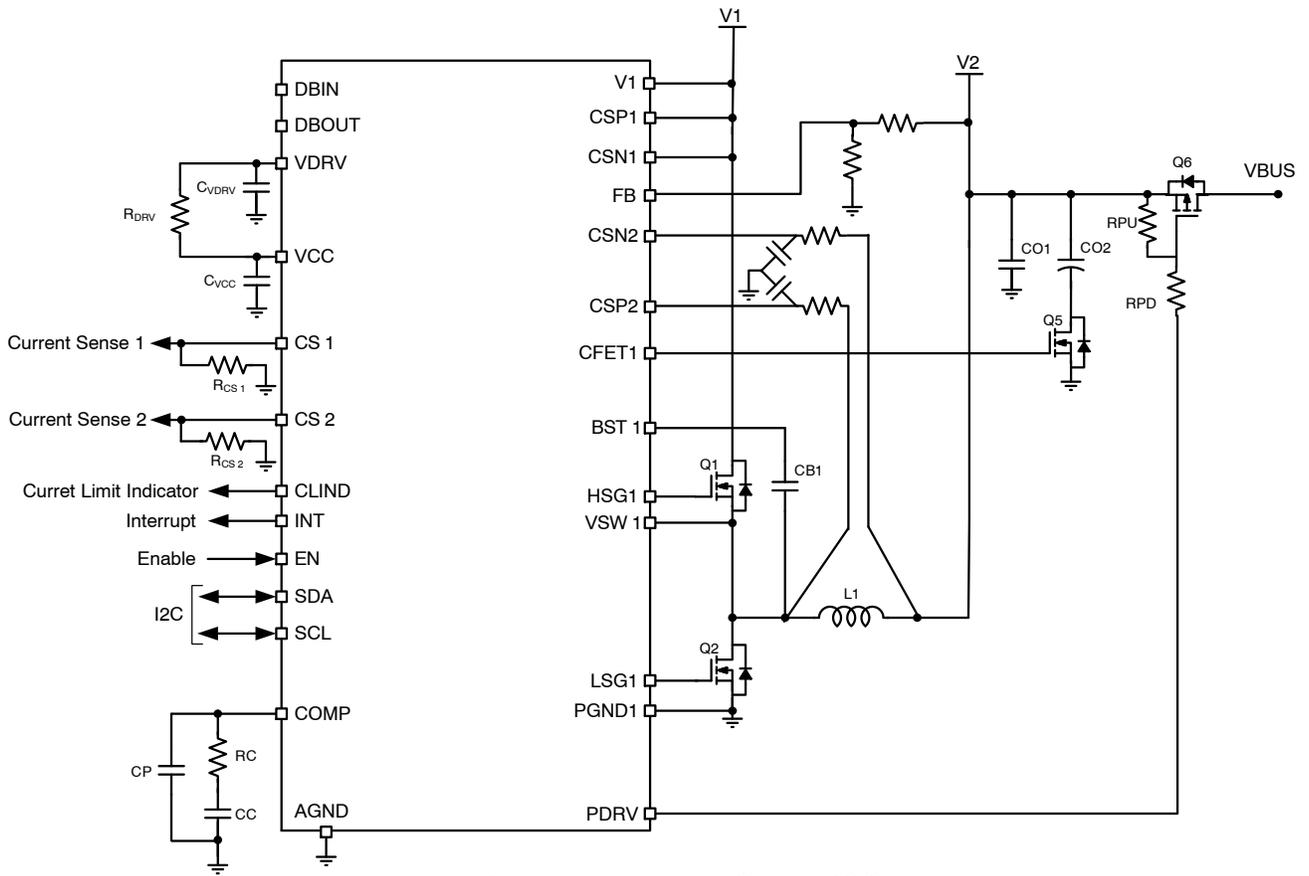 V1
V2
DBIN
DBOUT
VDRV
CVDRV
RDRV
VCC
CVCC
Current Sense 1
CS 1
RCS 1
Current Sense 2
CS 2
RCS 2
Curret Limit Indicator
CLIND
Interrupt
INT
Enable
EN
I2C
SDA
SCL
COMP
RC
CP
CC
AGND
V1
CSP1
CSN1
FB
CSN2
CSP2
CFET1
BST 1
HSG1
VSW 1
LSG1
PGND1
PDRV
Q1
CB1
L1
Q2
CO1
CO2
Q5
Q6
VBUS
RPU
RPD